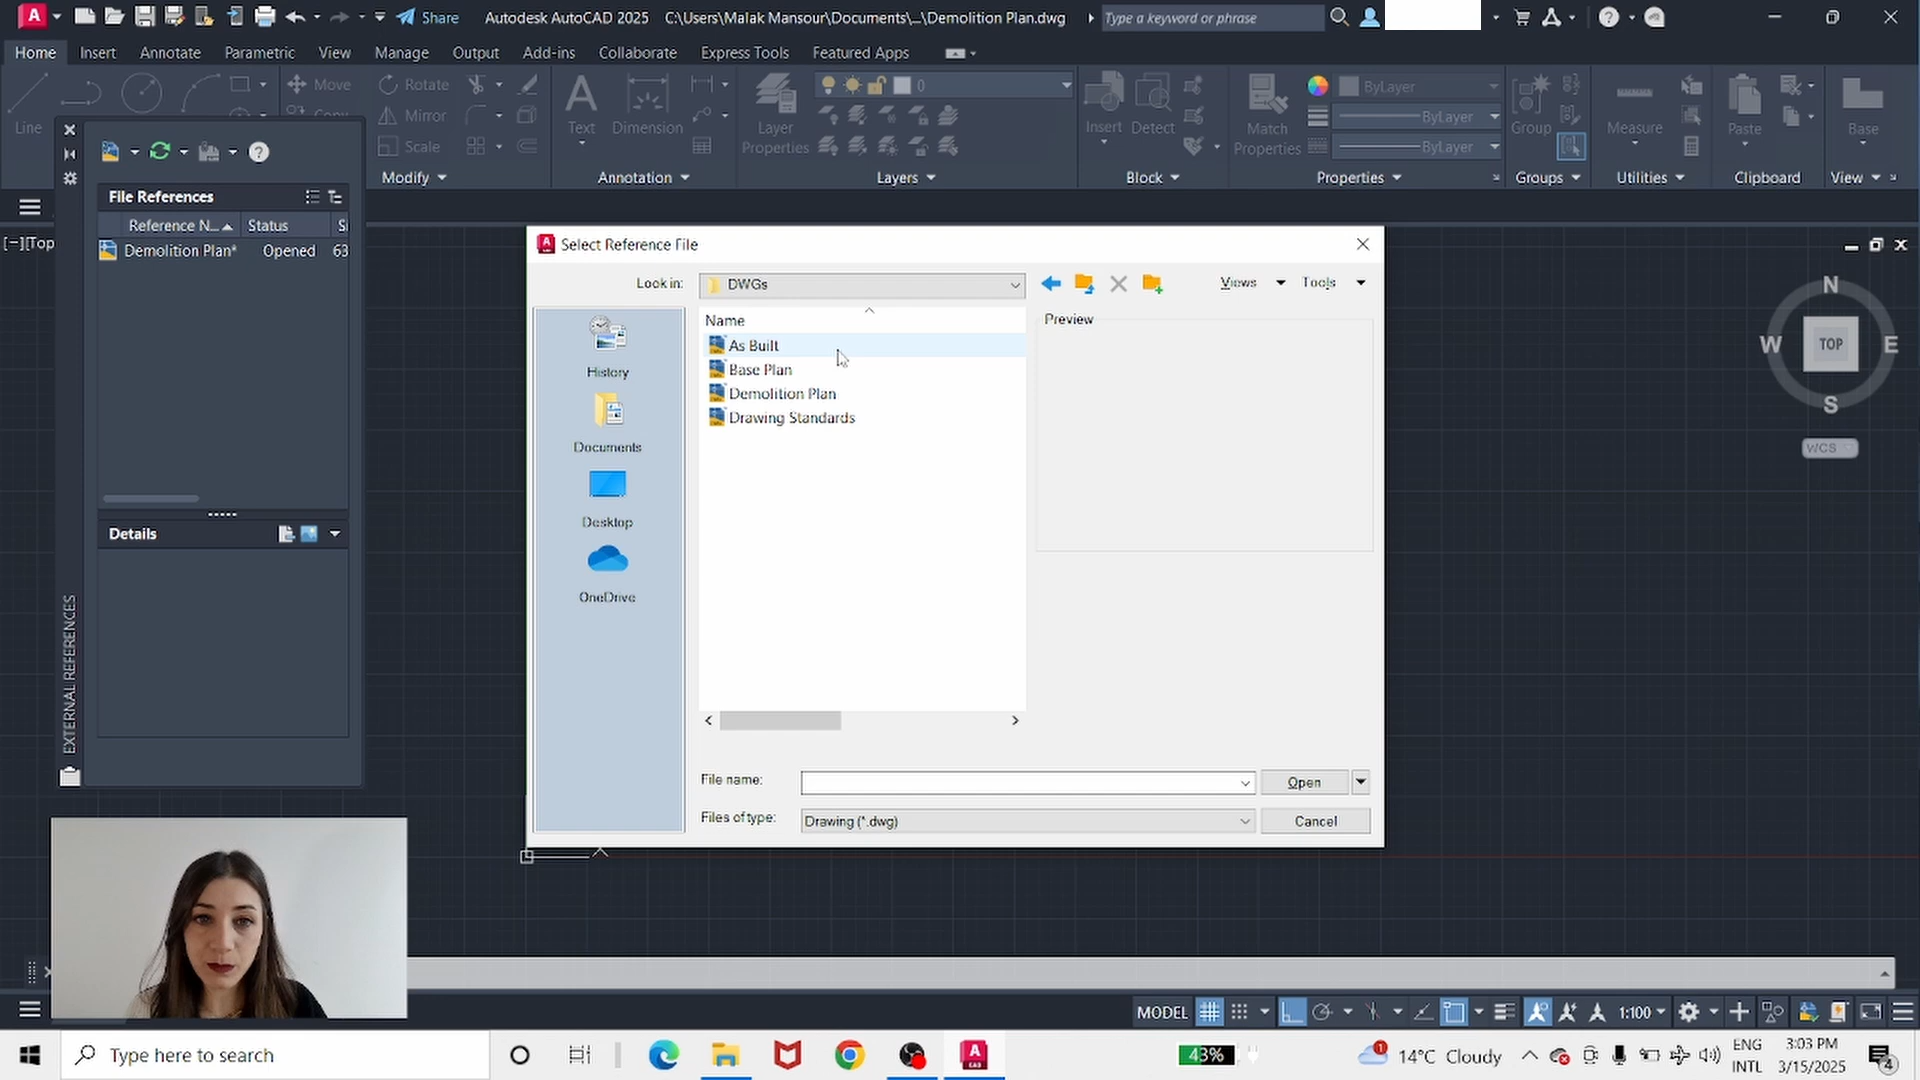 Share
Autodesk AutoCAD 2025 C:\Users\Malak Mansour\Documents\...\Demolition Plan.dwg
Type a keyword or phrase
Home Insert Annotate Parametric View Manage Output Add-ins Collaborate Express Tools Featured Apps
Line
Move
Copy
Rotate
Mirror
Scale
Modify
Text
Dimension
Annotation
Layer
Properties
0
Layers
Insert
Detect
Block
Match
Properties
ByLayer
ByLayer
ByLayer
Properties
Group
Groups
Measure
Utilities
Paste
Clipboard
Base
View
File References
Reference N... Status Si
Demolition Plan* Opened 63
Details
EXTERNAL REFERENCES
[−][Top
Select Reference File
Look in: DWGs
Views Tools
Name
As Built
Base Plan
Demolition Plan
Drawing Standards
Preview
History
Documents
Desktop
OneDrive
File name:
Open
Files of type: Drawing (*.dwg)
Cancel
N
W TOP E
S
WCS
MODEL
1:100
Type here to search
43%
1
14°C Cloudy
ENG
INTL
3:03 PM
3/15/2025
4